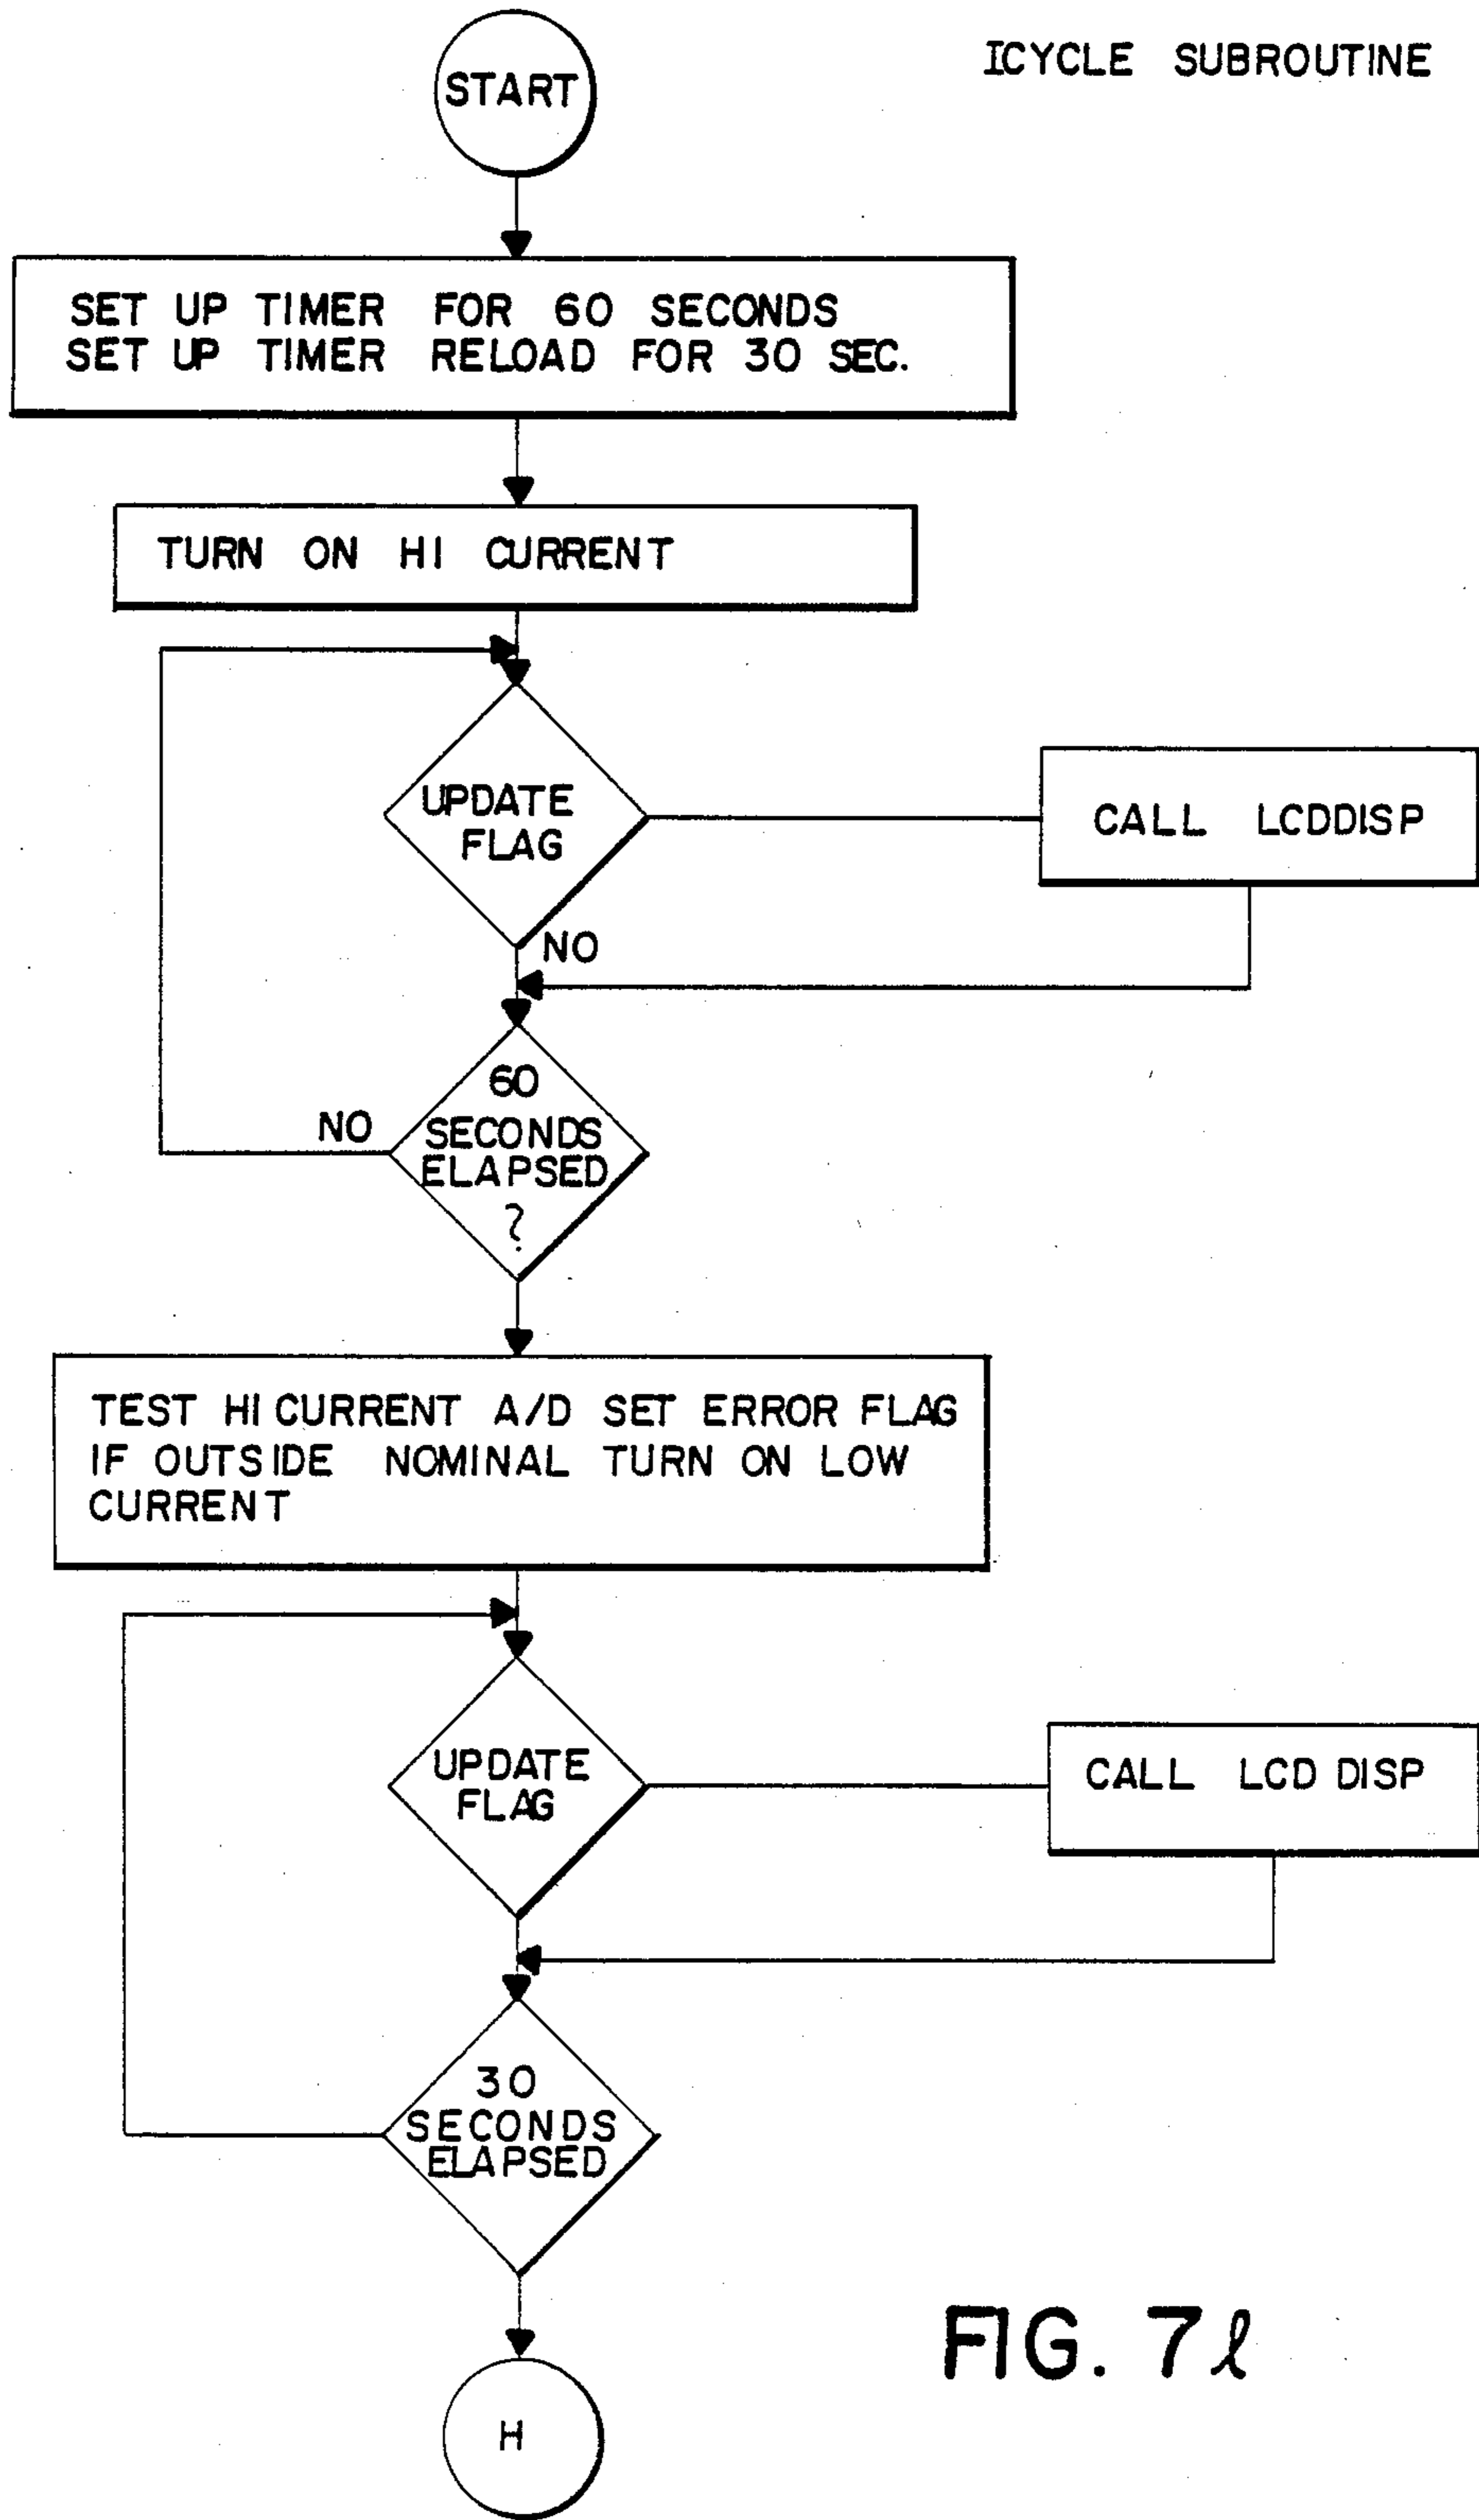 ICYCLE SUBROUTINE
START
SET UP TIMER FOR 60 SECONDS
SET UP TIMER RELOAD FOR 30 SEC.
TURN ON HI CURRENT
UPDATE
FLAG
CALL LCDDISP
NO
60
SECONDS
ELAPSED
?
NO
TEST HI CURRENT A/D SET ERROR FLAG
IF OUTSIDE NOMINAL TURN ON LOW
CURRENT
UPDATE
FLAG
CALL LCD DISP
30
SECONDS
ELAPSED
H
FIG. 7ℓ